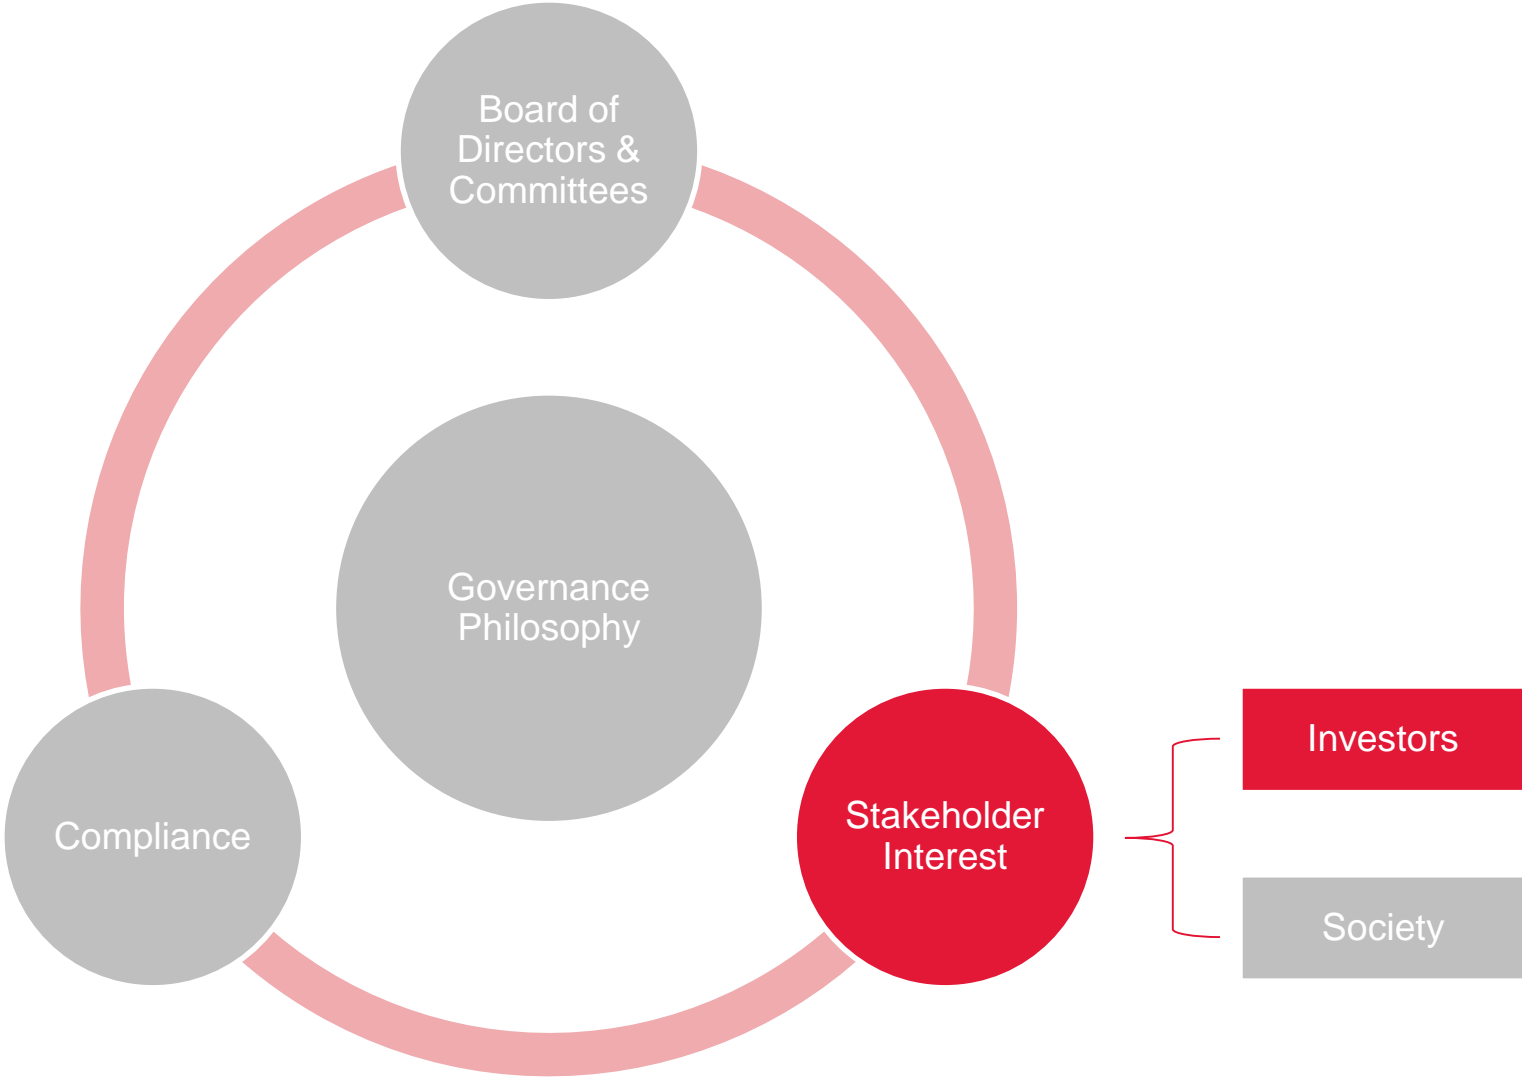 Board of
Directors &
Committees
Governance
Philosophy
Compliance
Stakeholder
Interest
Investors
Society